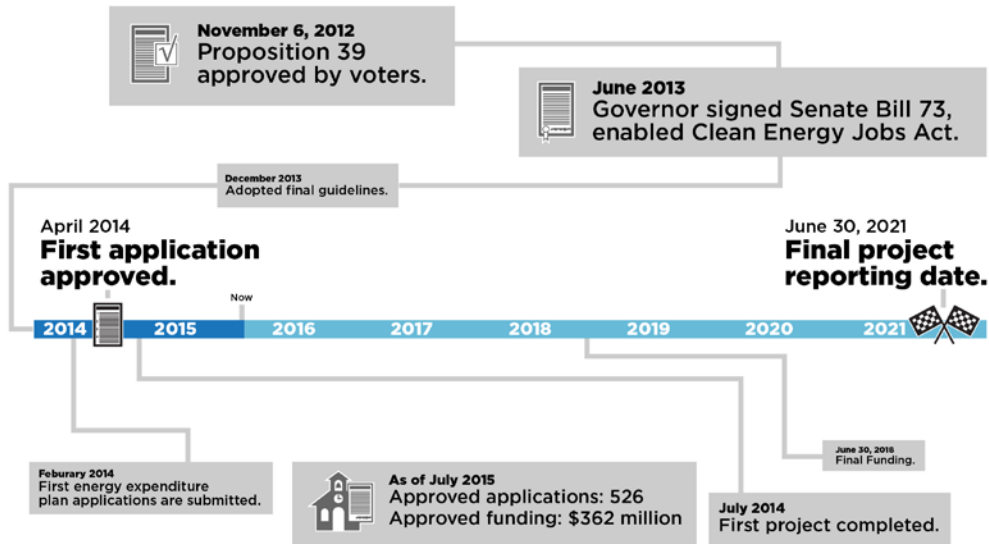 November 6, 2012
Proposition 39
approved by voters.
June 2013
Governor signed Senate Bill 73,
enabled Clean Energy Jobs Act.
December 2013
Adopted final guidelines.
April 2014
First application
approved.
June 30, 2021
Final project
reporting date.
Now
2014 2015 2016 2017 2018 2019 2020 2021
Feburary 2014
First energy expenditure
plan applications are submitted.
As of July 2015
Approved applications: 526
Approved funding: $362 million
June 30, 2018
Final Funding.
July 2014
First project completed.